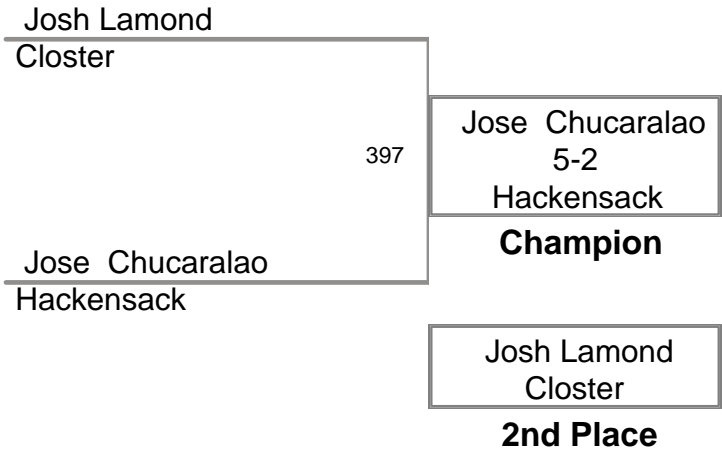 Josh Lamond
Closter
397
Jose Chucaralao
5-2
Hackensack
Champion
Jose Chucaralao
Hackensack
Josh Lamond
Closter
2nd Place